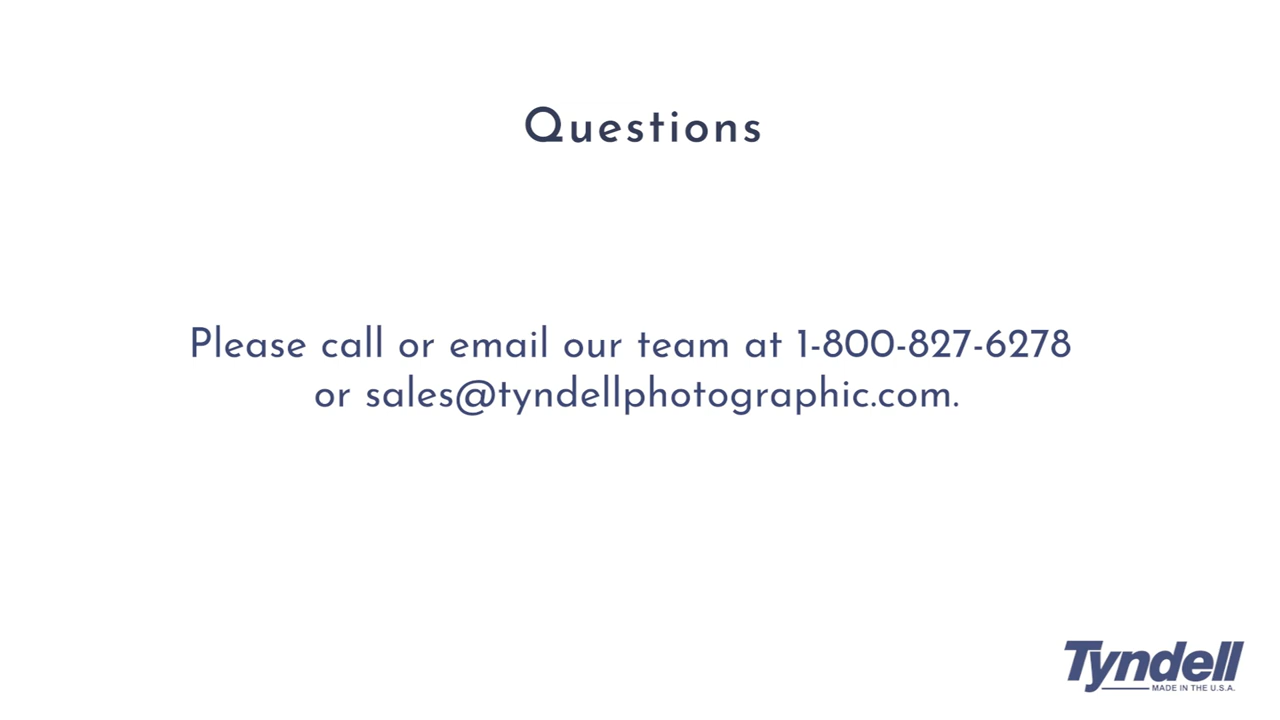 Questions
Please call or email our team at 1-800-827-6278
or sales@tyndellphotographic.com.
Tyndell
MADE IN THE U.S.A.